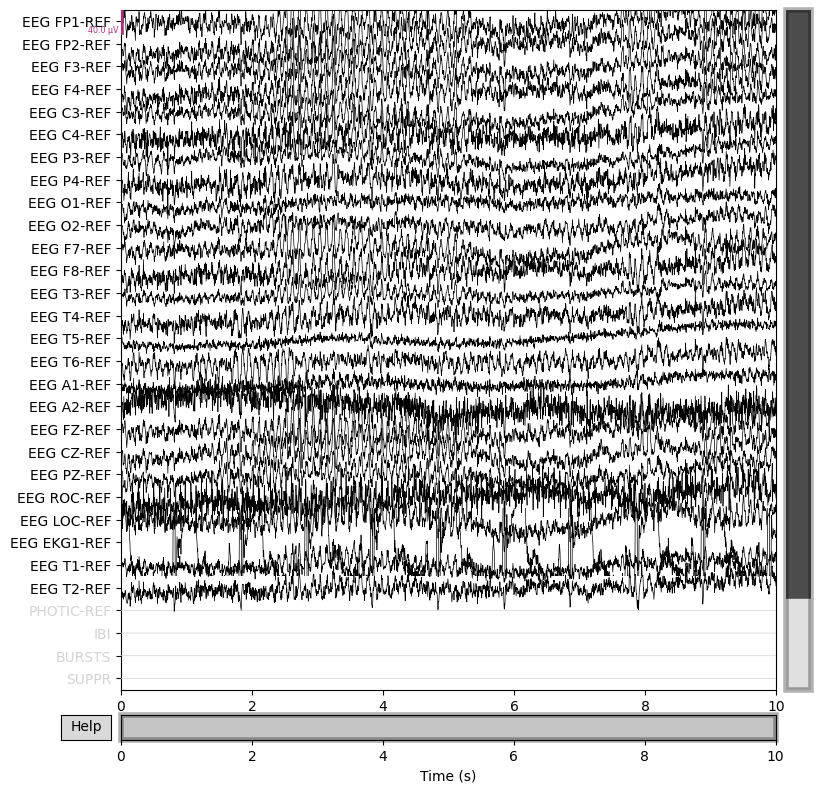 EEG FP1-REF
40.0 µV
EEG FP2-REF
EEG F3-REF
EEG F4-REF
EEG C3-REF
EEG C4-REF
EEG P3-REF
EEG P4-REF
EEG O1-REF
EEG O2-REF
EEG F7-REF
EEG F8-REF
EEG T3-REF
EEG T4-REF
EEG T5-REF
EEG T6-REF
EEG A1-REF
EEG A2-REF
EEG FZ-REF
EEG CZ-REF
EEG PZ-REF
EEG ROC-REF
EEG LOC-REF
EEG EKG1-REF
EEG T1-REF
EEG T2-REF
PHOTIC-REF
IBI
BURSTS
SUPPR
0 2 4 6 8 10
Help
0 2 4 6 8 10
Time (s)